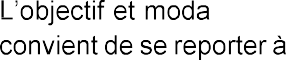 L'objectif et moda
convient de se reporter à